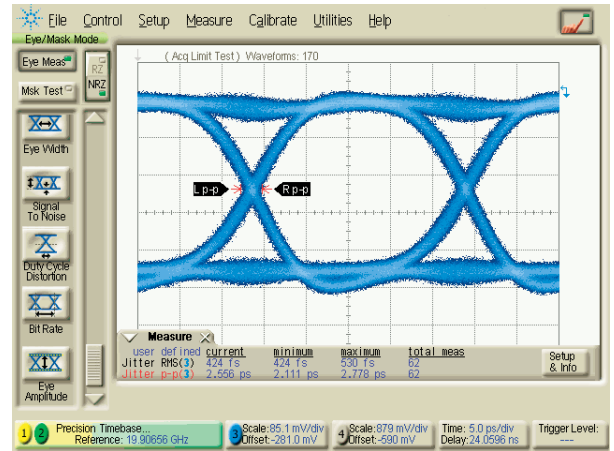 File Control Setup Measure Calibrate Utilities Help
Eye/Mask Mode
Eye Meas
RZ
NRZ
Msk Test
( Acq Limit Test ) Waveforms: 170
Eye Width
Signal
To Noise
Duty Cycle
Distortion
Bit Rate
Eye
Amplitude
L p-p
R p-p
Measure
user defined current minimum maximum total meas
Jitter RMS(3) 424 fs 424 fs 530 fs 62
Jitter p-p(3) 2.556 ps 2.111 ps 2.778 ps 62
Setup
& Info
1 2 Precision Timebase...
Reference: 19.90656 GHz
3 Scale:85.1 mV/div
Offset:-281.0 mV
4 Scale:879 mV/div
Offset:-590 mV
Time: 5.0 ps/div
Delay:24.0596 ns
Trigger Level:
---